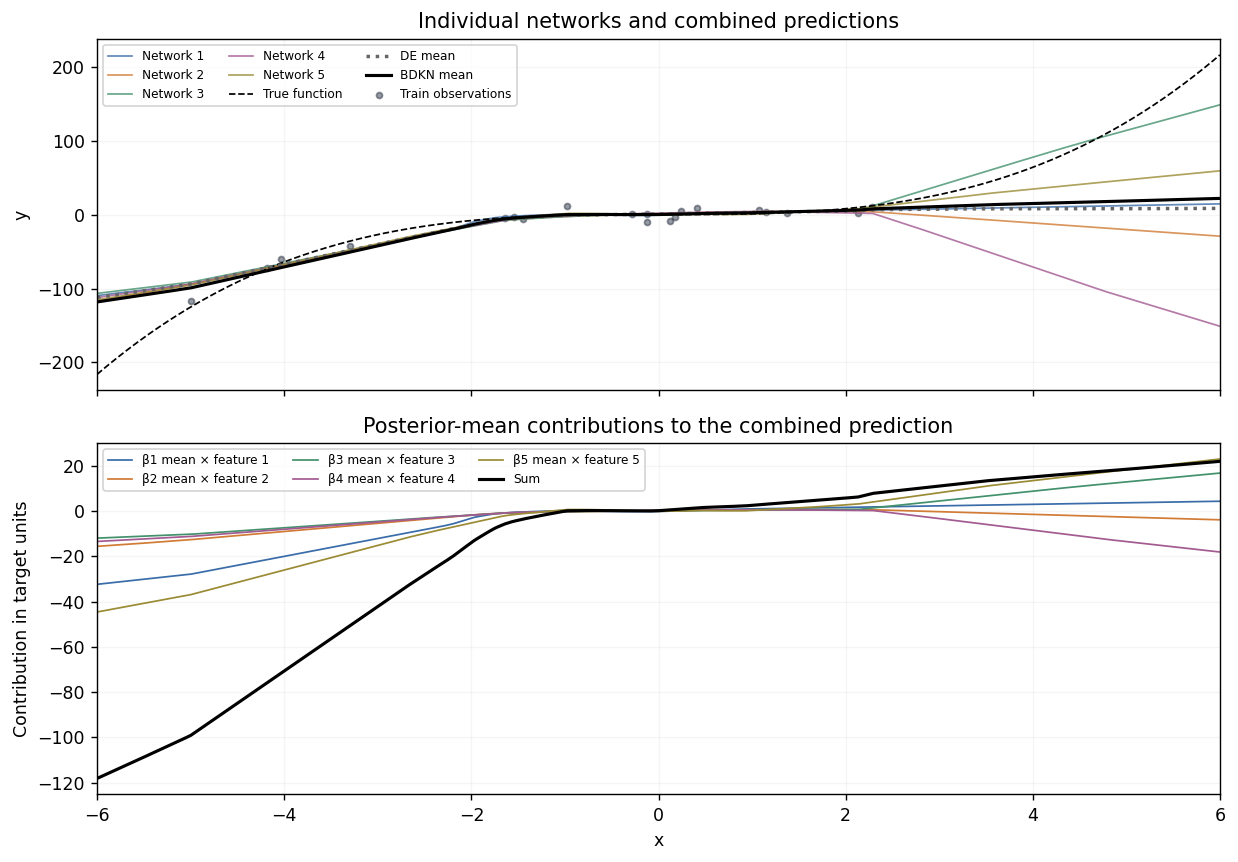 Individual networks and combined predictions
Network 1
Network 2
Network 3
Network 4
Network 5
True function
DE mean
BDKN mean
Train observations
200
100
0
−100
−200
y
Posterior-mean contributions to the combined prediction
β1 mean × feature 1
β2 mean × feature 2
β3 mean × feature 3
β4 mean × feature 4
β5 mean × feature 5
Sum
20
0
−20
−40
−60
−80
−100
−120
Contribution in target units
−6
−4
−2
0
2
4
6
x